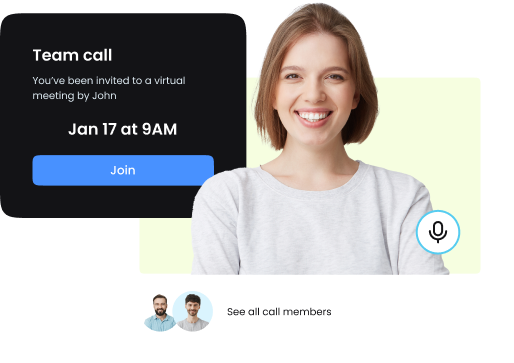 Team call
You’ve been invited to a virtual
meeting by John
Jan 17 at 9AM
Join
See all call members